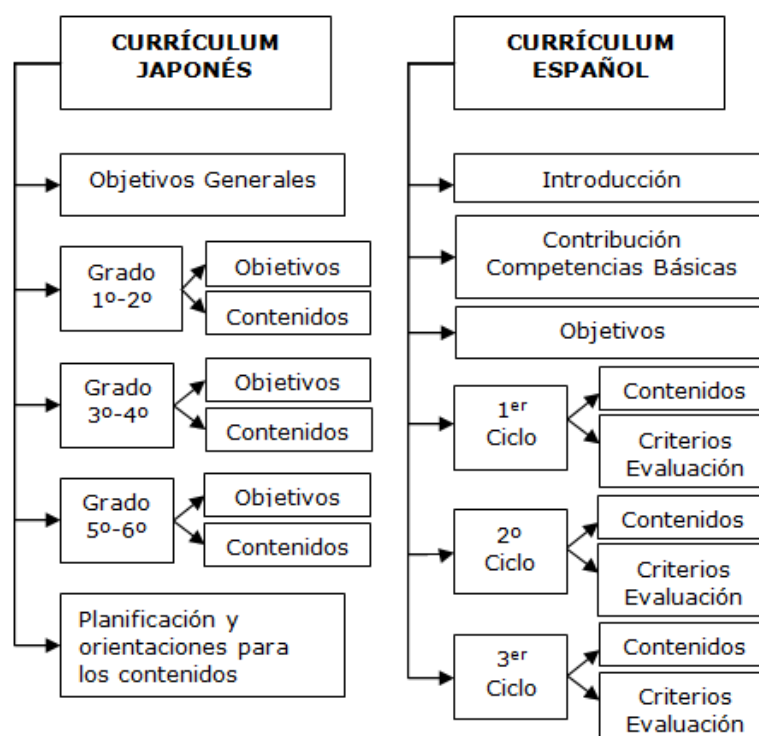 CURRÍCULUM
JAPONÉS
Objetivos Generales
Grado
1º-2º
Objetivos
Contenidos
Grado
3º-4º
Objetivos
Contenidos
Grado
5º-6º
Objetivos
Contenidos
Planificación y
orientaciones para
los contenidos
CURRÍCULUM
ESPAÑOL
Introducción
Contribución
Competencias Básicas
Objetivos
1er
Ciclo
Contenidos
Criterios
Evaluación
2º
Ciclo
Contenidos
Criterios
Evaluación
3er
Ciclo
Contenidos
Criterios
Evaluación